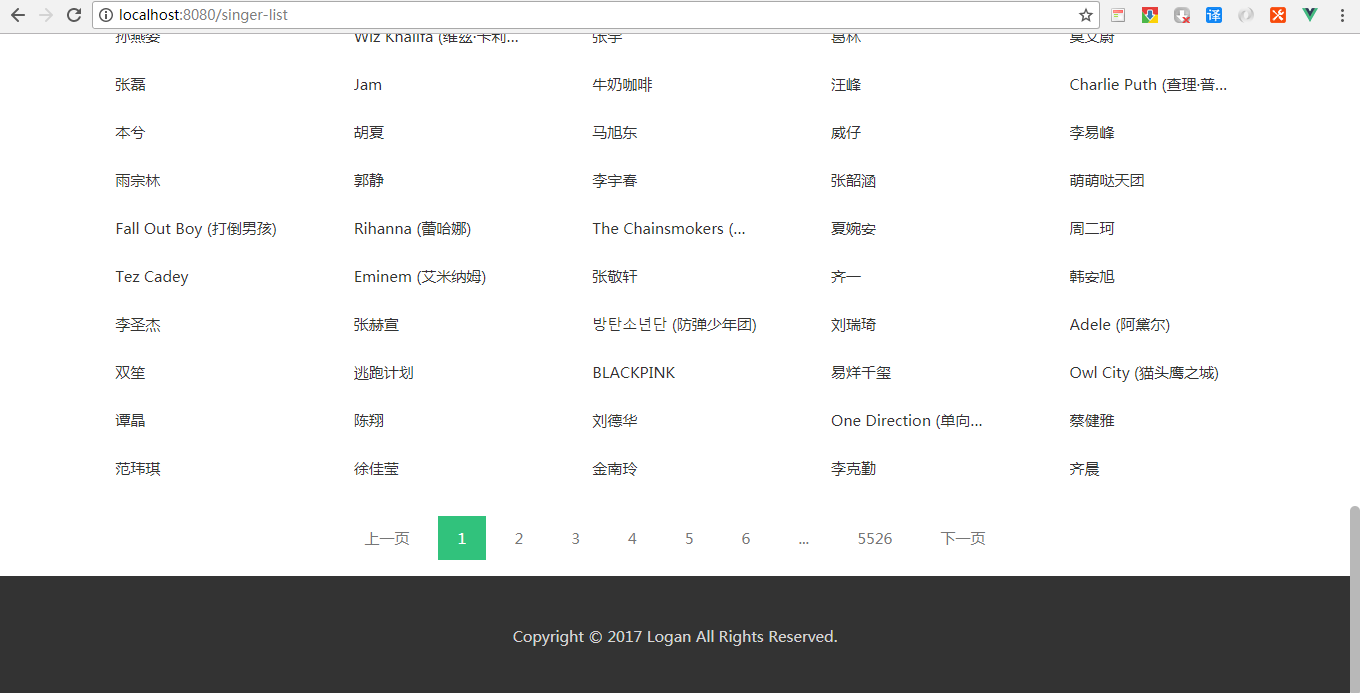 localhost:8080/singer-list
孙燕姿 Wiz Khalifa (维兹·卡利... 张宇 葛林 莫文蔚
张磊 Jam 牛奶咖啡 汪峰 Charlie Puth (查理·普...
本兮 胡夏 马旭东 威仔 李易峰
雨宗林 郭静 李宇春 张韶涵 萌萌哒天团
Fall Out Boy (打倒男孩) Rihanna (蕾哈娜) The Chainsmokers (... 夏婉安 周二珂
Tez Cadey Eminem (艾米纳姆) 张敬轩 齐一 韩安旭
李圣杰 张赫宣 방탄소년단 (防弹少年团) 刘瑞琦 Adele (阿黛尔)
双笙 逃跑计划 BLACKPINK 易烊千玺 Owl City (猫头鹰之城)
谭晶 陈翔 刘德华 One Direction (单向... 蔡健雅
范玮琪 徐佳莹 金南玲 李克勤 齐晨
上一页 1 2 3 4 5 6 ... 5526 下一页
Copyright © 2017 Logan All Rights Reserved.